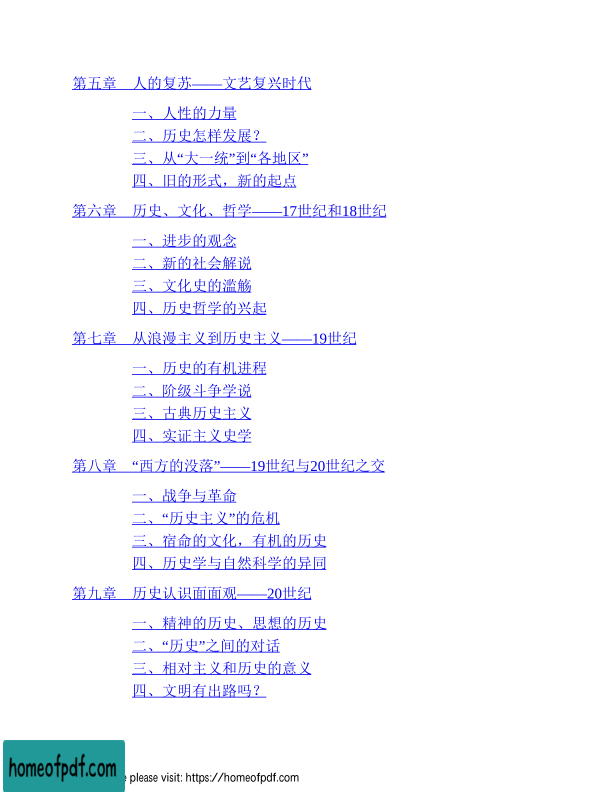 第五章　人的复苏——文艺复兴时代
一、人性的力量
二、历史怎样发展？
三、从“大一统”到“各地区”
四、旧的形式，新的起点
第六章　历史、文化、哲学——17世纪和18世纪
一、进步的观念
二、新的社会解说
三、文化史的滥觞
四、历史哲学的兴起
第七章　从浪漫主义到历史主义——19世纪
一、历史的有机进程
二、阶级斗争学说
三、古典历史主义
四、实证主义史学
第八章　“西方的没落”——19世纪与20世纪之交
一、战争与革命
二、“历史主义”的危机
三、宿命的文化，有机的历史
四、历史学与自然科学的异同
第九章　历史认识面面观——20世纪
一、精神的历史、思想的历史
二、“历史”之间的对话
三、相对主义和历史的意义
四、文明有出路吗？
homeofpdf.com
please visit: https://homeofpdf.com